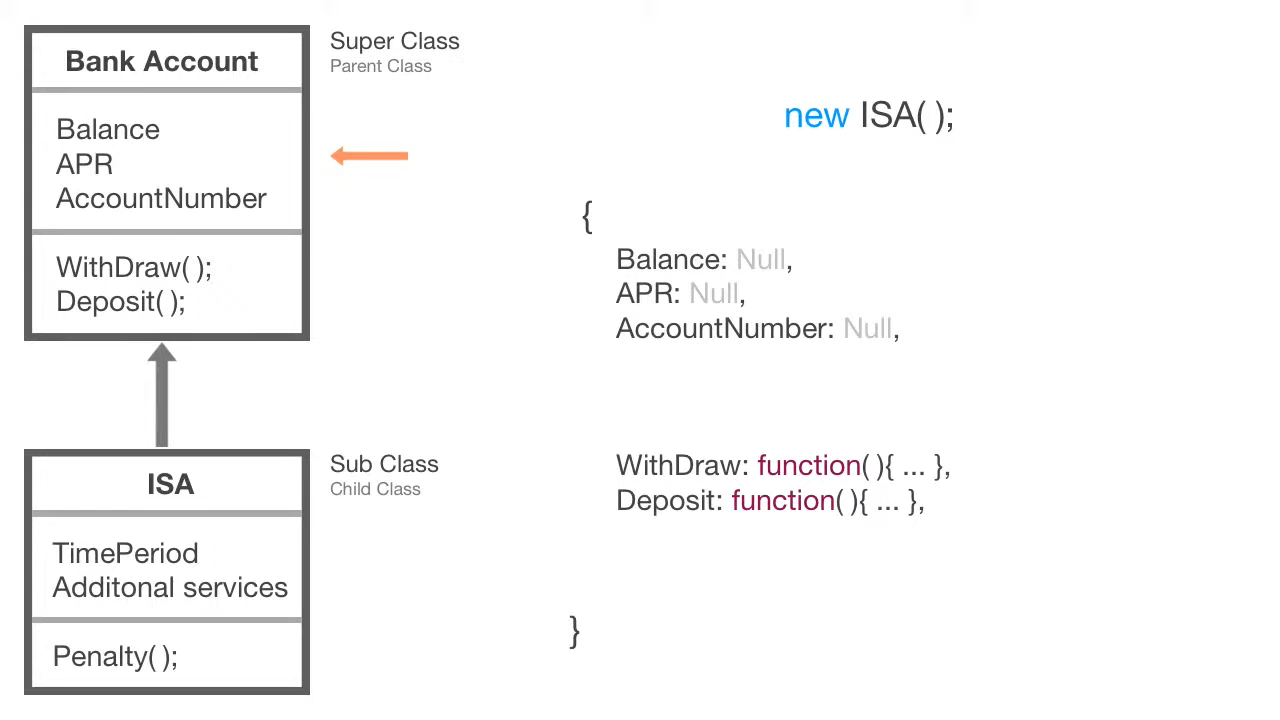 Bank Account
Super Class
Parent Class
Balance
APR
AccountNumber
WithDraw( );
Deposit( );
ISA
Sub Class
Child Class
TimePeriod
Additonal services
Penalty( );
new ISA( );
{
Balance: Null,
APR: Null,
AccountNumber: Null,
WithDraw: function( ){ ... },
Deposit: function( ){ ... },
}